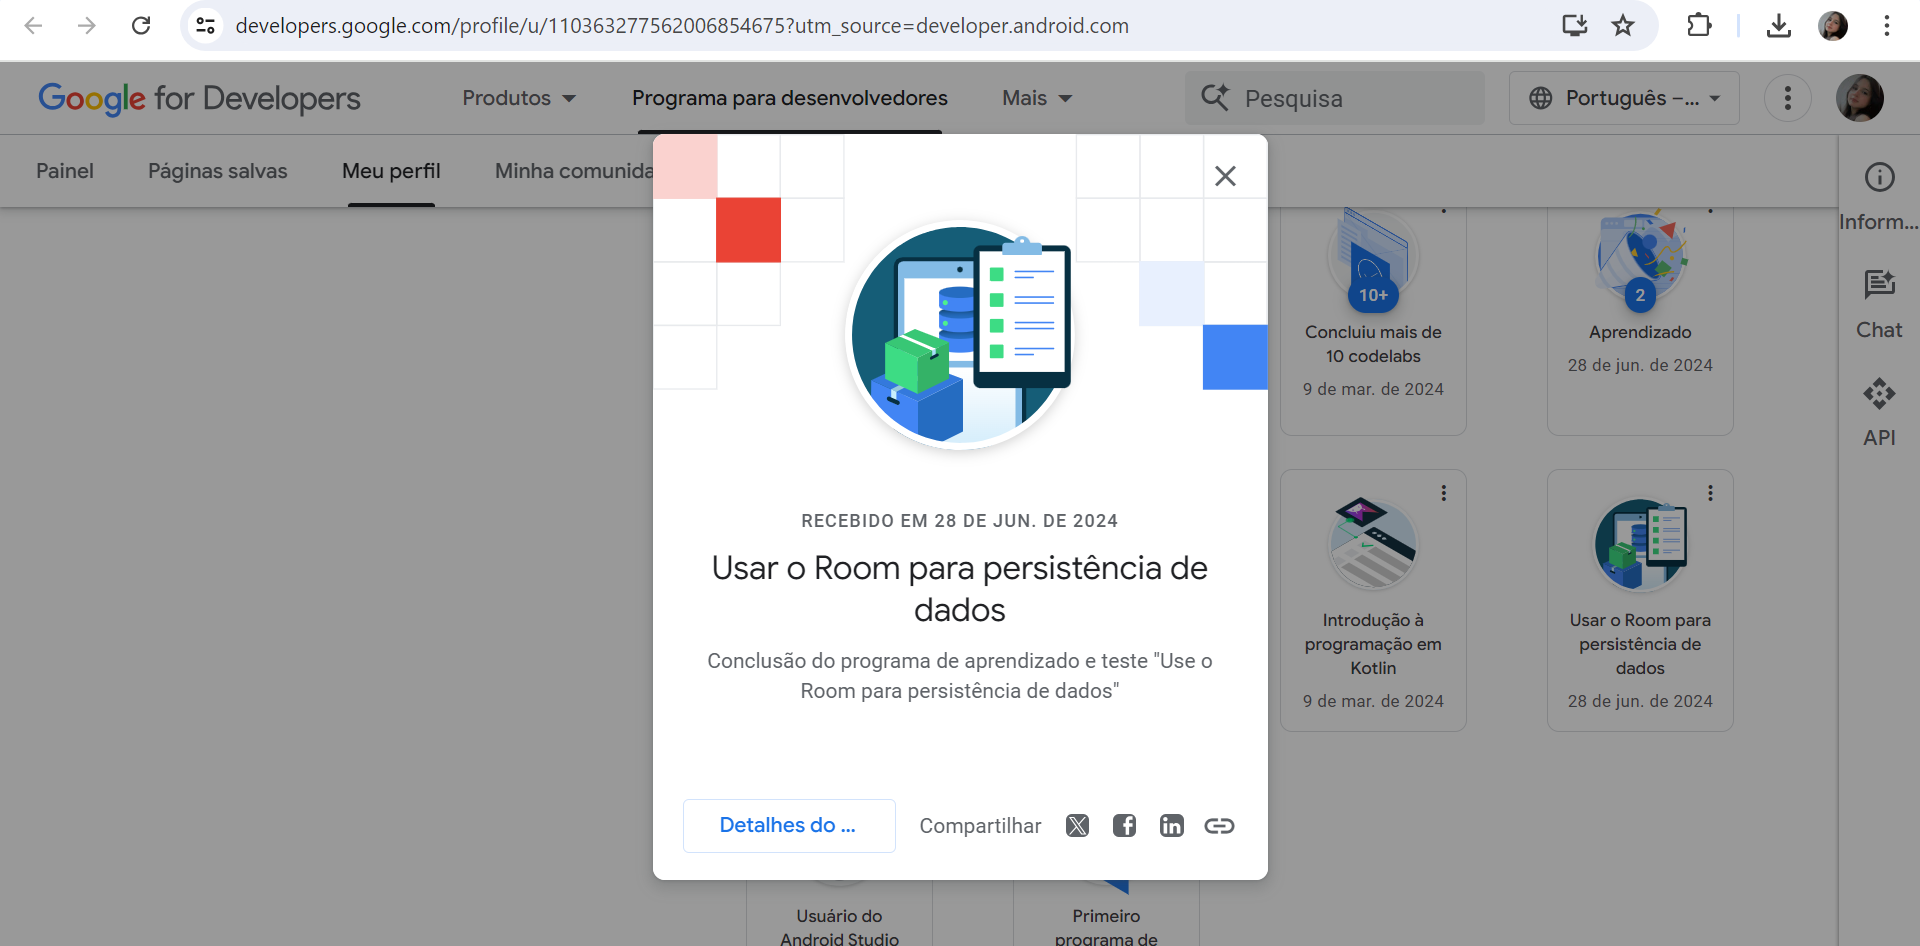 developers.google.com/profile/u/110363277562006854675?utm_source=developer.android.com
Google for Developers
Produtos
Programa para desenvolvedores
Mais
Pesquisa
Português –...
Painel
Páginas salvas
Meu perfil
Minha comunida
Inform...
Chat
API
10+
Concluiu mais de
10 codelabs
9 de mar. de 2024
2
Aprendizado
28 de jun. de 2024
RECEBIDO EM 28 DE JUN. DE 2024
Usar o Room para persistência de
dados
Conclusão do programa de aprendizado e teste "Use o
Room para persistência de dados"
Detalhes do ...
Compartilhar
Introdução à
programação em
Kotlin
9 de mar. de 2024
Usar o Room para
persistência de
dados
28 de jun. de 2024
Usuário do
Android Studio
Primeiro
programa de